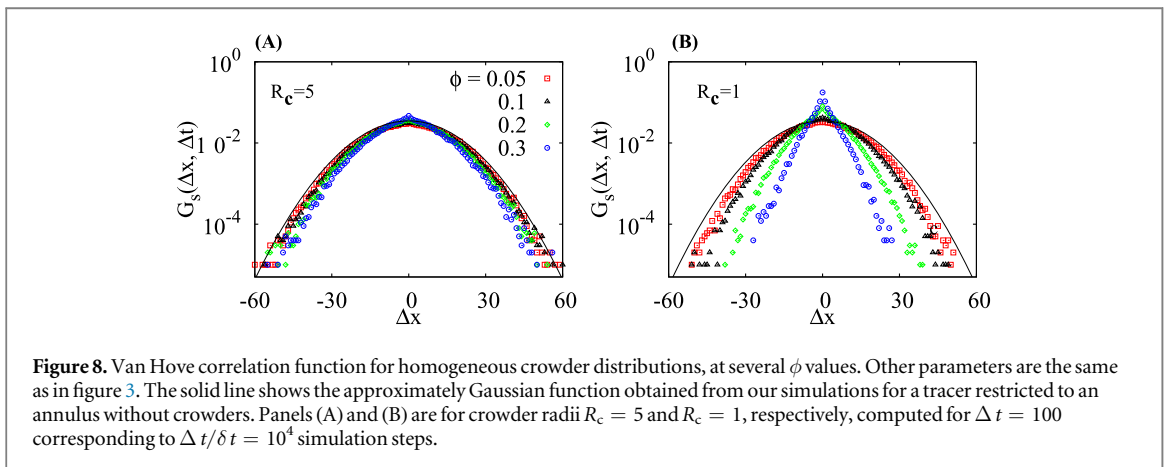 (A)
(B)
10^0
10^-2
10^-4
G_s(Δx, Δt)
R_c=5
ϕ = 0.05
0.1
0.2
0.3
-60 -30 0 30 60
Δx
10^0
10^-2
10^-4
G_s(Δx, Δt)
R_c=1
-60 -30 0 30 60
Δx
Figure 8. Van Hove correlation function for homogeneous crowder distributions, at several ϕ values. Other parameters are the same
as in figure 3. The solid line shows the approximately Gaussian function obtained from our simulations for a tracer restricted to an
annulus without crowders. Panels (A) and (B) are for crowder radii R_c = 5 and R_c = 1, respectively, computed for Δ t = 100
corresponding to Δ t/δ t = 10^4 simulation steps.